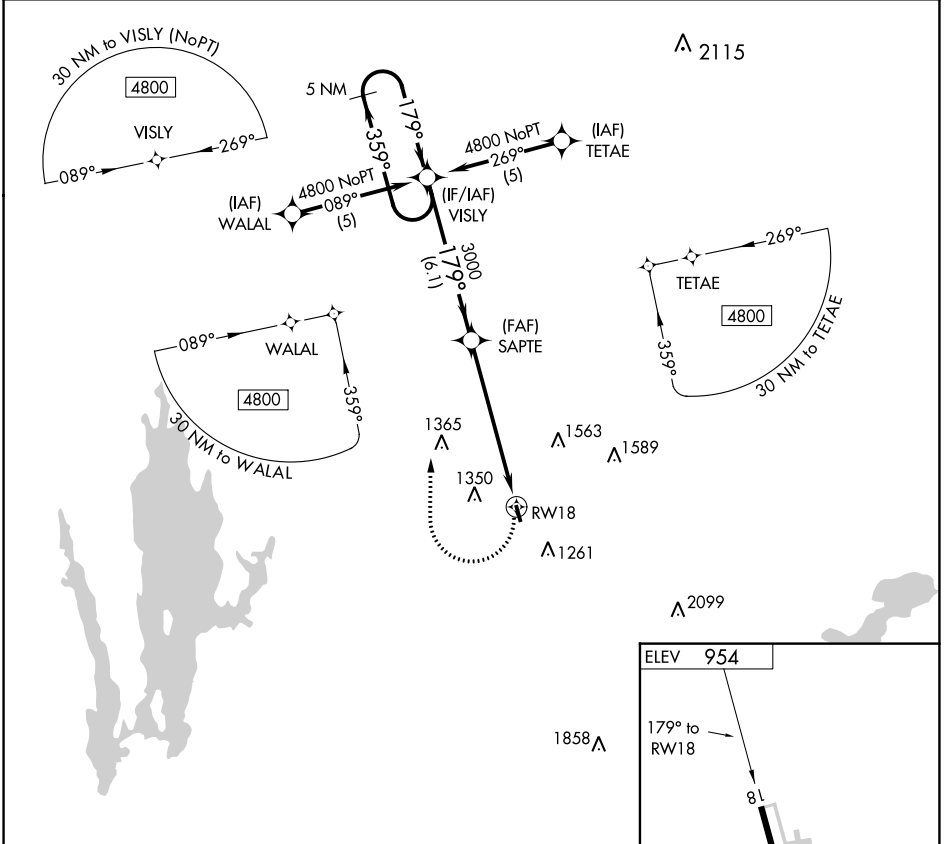 30 NM to VISLY (NoPT)
4800
VISLY
089°
269°
2115
5 NM
179°
359°
4800 NoPT
269°
(5)
(IAF)
TETAE
4800 NoPT
089°
(5)
(IAF)
WALAL
(IF/IAF)
VISLY
3000
179°
(6.1)
(FAF)
SAPTE
269°
TETAE
4800
359°
30 NM to TETAE
089°
WALAL
4800
359°
30 NM to WALAL
1365
1563
1589
1350
RW18
1261
2099
1858
ELEV 954
179° to
RW18
18